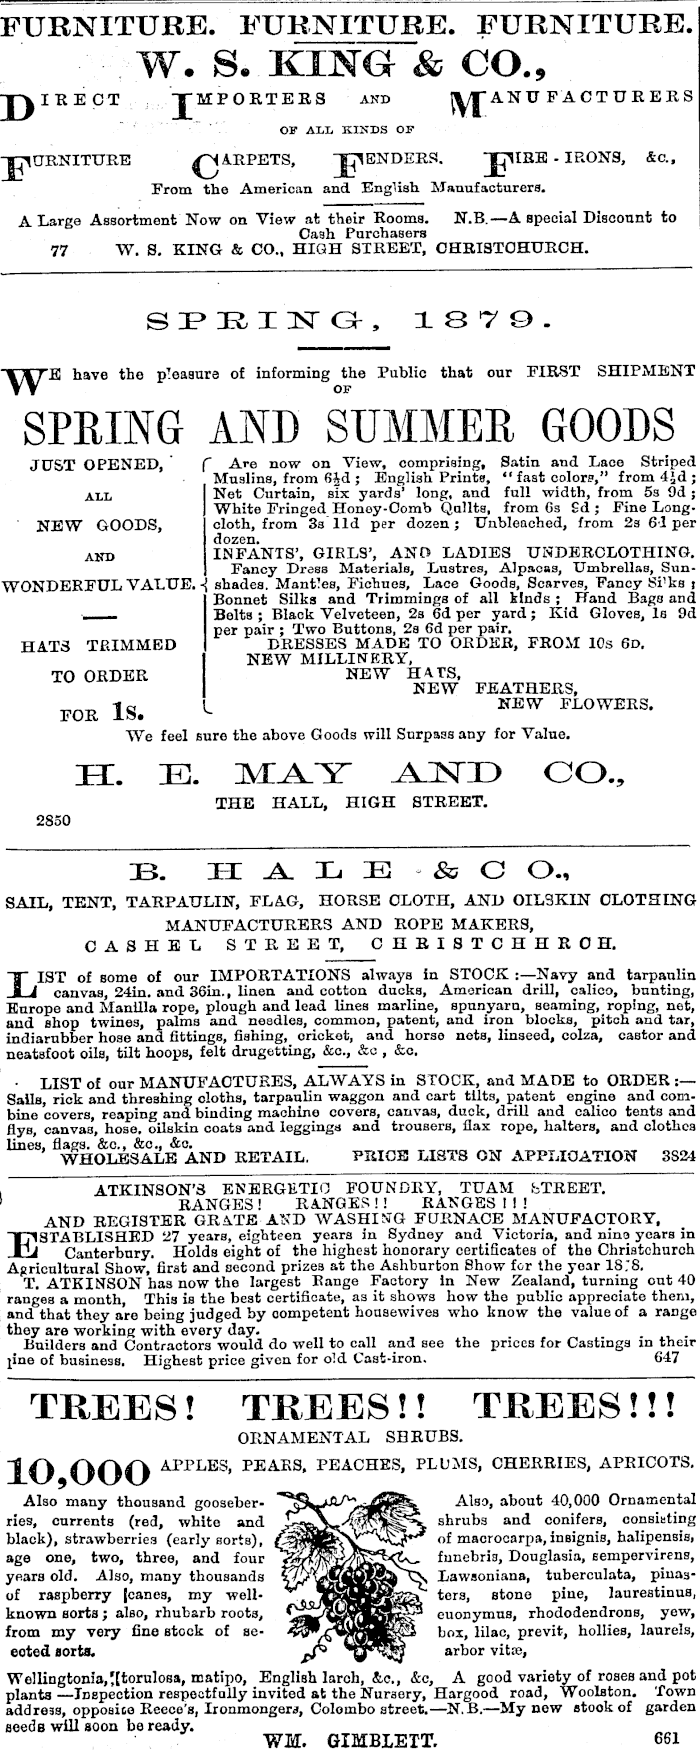 FURNITURE. FURNITURE. FURNITURE.
W. S. KING & CO.,
DIRECT IMPORTERS AND MANUFACTURERS
OF ALL KINDS OF
FURNITURE CARPETS, FENDERS. FIRE-IRONS, &c.,
From the American and English Manufacturers.
A Large Assortment Now on View at their Rooms. N.B.—A special Discount to
Cash Purchasers
77 W. S. KING & CO., HIGH STREET, CHRISTCHURCH.
SPRING, 1879.
WE have the pleasure of informing the Public that our FIRST SHIPMENT
OF
SPRING AND SUMMER GOODS
JUST OPENED,
ALL
NEW GOODS,
AND
WONDERFUL VALUE.
HATS TRIMMED
TO ORDER
FOR 1s.
Are now on View, comprising, Satin and Lace Striped
Muslins, from 6½d; English Prints, "fast colors," from 4½d;
Net Curtain, six yards' long, and full width, from 5s 9d;
White Fringed Honey-Comb Quilts, from 6s 9d; Fine Long-
cloth, from 3s 11d per dozen; Unbleached, from 2s 61 per
dozen.
INFANTS', GIRLS', AND LADIES UNDERCLOTHING.
Fancy Dress Materials, Lustres, Alpacas, Umbrellas, Sun-
shades. Mantles, Fichues, Lace Goods, Scarves, Fancy Silks;
Bonnet Silks and Trimmings of all kinds; Hand Bags and
Belts; Black Velveteen, 2s 6d per yard; Kid Gloves, 1s 9d
per pair; Two Buttons, 2s 6d per pair.
DRESSES MADE TO ORDER, FROM 10s 6D.
NEW MILLINERY,
NEW HATS,
NEW FEATHERS,
NEW FLOWERS.
We feel sure the above Goods will Surpass any for Value.
H. E. MAY AND CO.,
THE HALL, HIGH STREET.
2850
B. HALE & CO.,
SAIL, TENT, TARPAULIN, FLAG, HORSE CLOTH, AND OILSKIN CLOTHING
MANUFACTURERS AND ROPE MAKERS,
CASHEL STREET, CHRISTCHHRCH.
LIST of some of our IMPORTATIONS always in STOCK:—Navy and tarpaulin
canvas, 24in. and 36in., linen and cotton ducks, American drill, calico, bunting,
Europe and Manilla rope, plough and lead lines marline, spunyarn, seaming, roping, net,
and shop twines, palms and needles, common, patent, and iron blocks, pitch and tar,
indiarubber hose and fittings, fishing, cricket, and horse nets, linseed, colza, castor and
neatsfoot oils, tilt hoops, felt drugetting, &c., &c, &c.
LIST of our MANUFACTURES, ALWAYS in STOCK, and MADE to ORDER:—
Sails, rick and threshing cloths, tarpaulin waggon and cart tilts, patent engine and com-
bine covers, reaping and binding machine covers, canvas, duck, drill and calico tents and
flys, canvas, hose. oilskin coats and leggings and trousers, flax rope, halters, and clothes
lines, flags. &c., &c., &c.
WHOLESALE AND RETAIL. PRICE LISTS ON APPLICATION 3824
ATKINSON'S ENERGETIC FOUNDRY, TUAM STREET.
RANGES! RANGES!! RANGES!!!
AND REGISTER GRATE AND WASHING FURNACE MANUFACTORY,
ESTABLISHED 27 years, eighteen years in Sydney and Victoria, and nine years in
Canterbury. Holds eight of the highest honorary certificates of the Christchurch
Agricultural Show, first and second prizes at the Ashburton Show for the year 1878.
T. ATKINSON has now the largest Range Factory in New Zealand, turning out 40
ranges a month, This is the best certificate, as it shows how the public appreciate them,
and that they are being judged by competent housewives who know the value of a range
they are working with every day.
Builders and Contractors would do well to call and see the prices for Castings in their
line of business. Highest price given for old Cast-iron. 647
TREES! TREES!! TREES!!!
ORNAMENTAL SHRUBS.
10,000 APPLES, PEARS, PEACHES, PLUMS, CHERRIES, APRICOTS.
Also many thousand gooseber-
ries, currents (red, white and
black), strawberries (early sorts),
age one, two, three, and four
years old. Also, many thousands
of raspberry canes, my well-
known sorts; also, rhubarb roots,
from my very fine stock of se-
ected sorts.
Also, about 40,000 Ornamental
shrubs and conifers, consisting
of macrocarpa, insignis, halipensis,
funebris, Douglasia, sempervirens,
Lawsoniana, tuberculata, pinas-
ters, stone pine, laurestinus,
euonymus, rhododendrons, yew,
box, lilac, previt, hollies, laurels,
arbor vitæ,
Wellingtonia, torulosa, matipo, English larch, &c., &c, A good variety of roses and pot
plants—Inspection respectfully invited at the Nursery, Hargood road, Woolston. Town
address, opposite Reece's, Ironmongers, Colombo street.—N.B.—My new stock of garden
seeds will soon be ready.
WM. GIMBLETT. 661